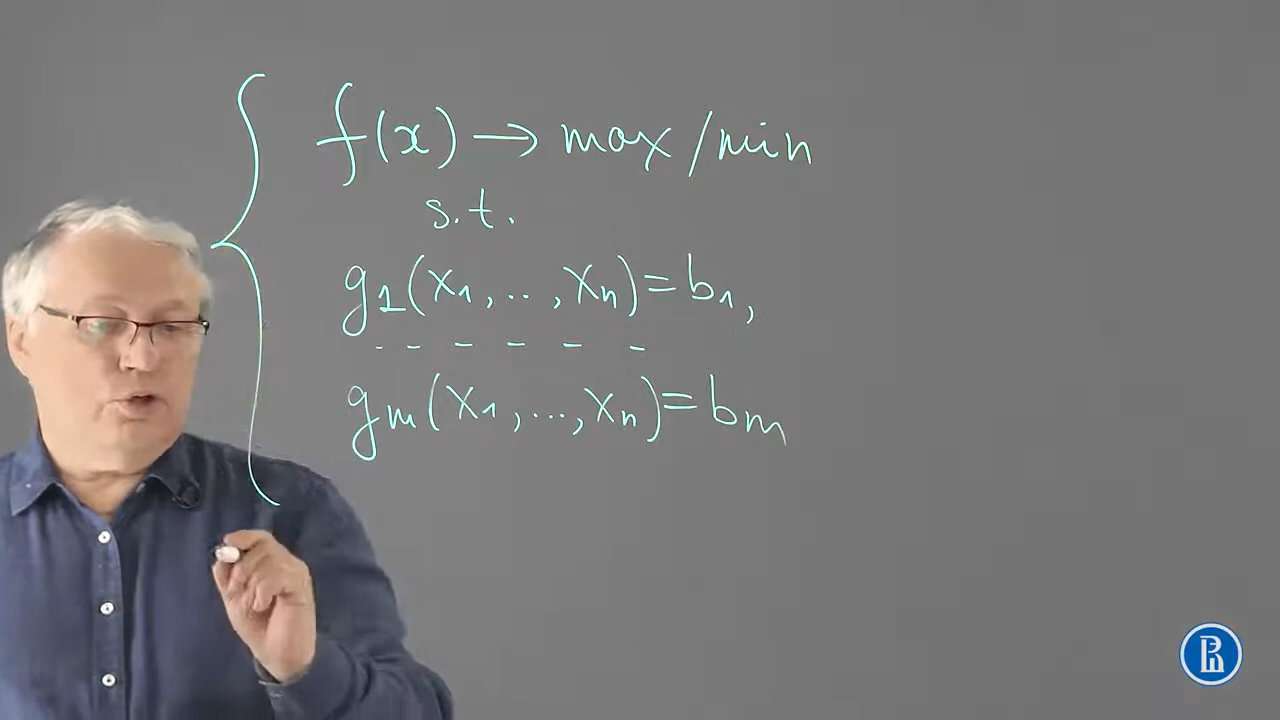 f(x) → max/min
s.t.
g1(x1,..,xn)=b1,
- - - - - -
gm(x1,...,xn)=bm